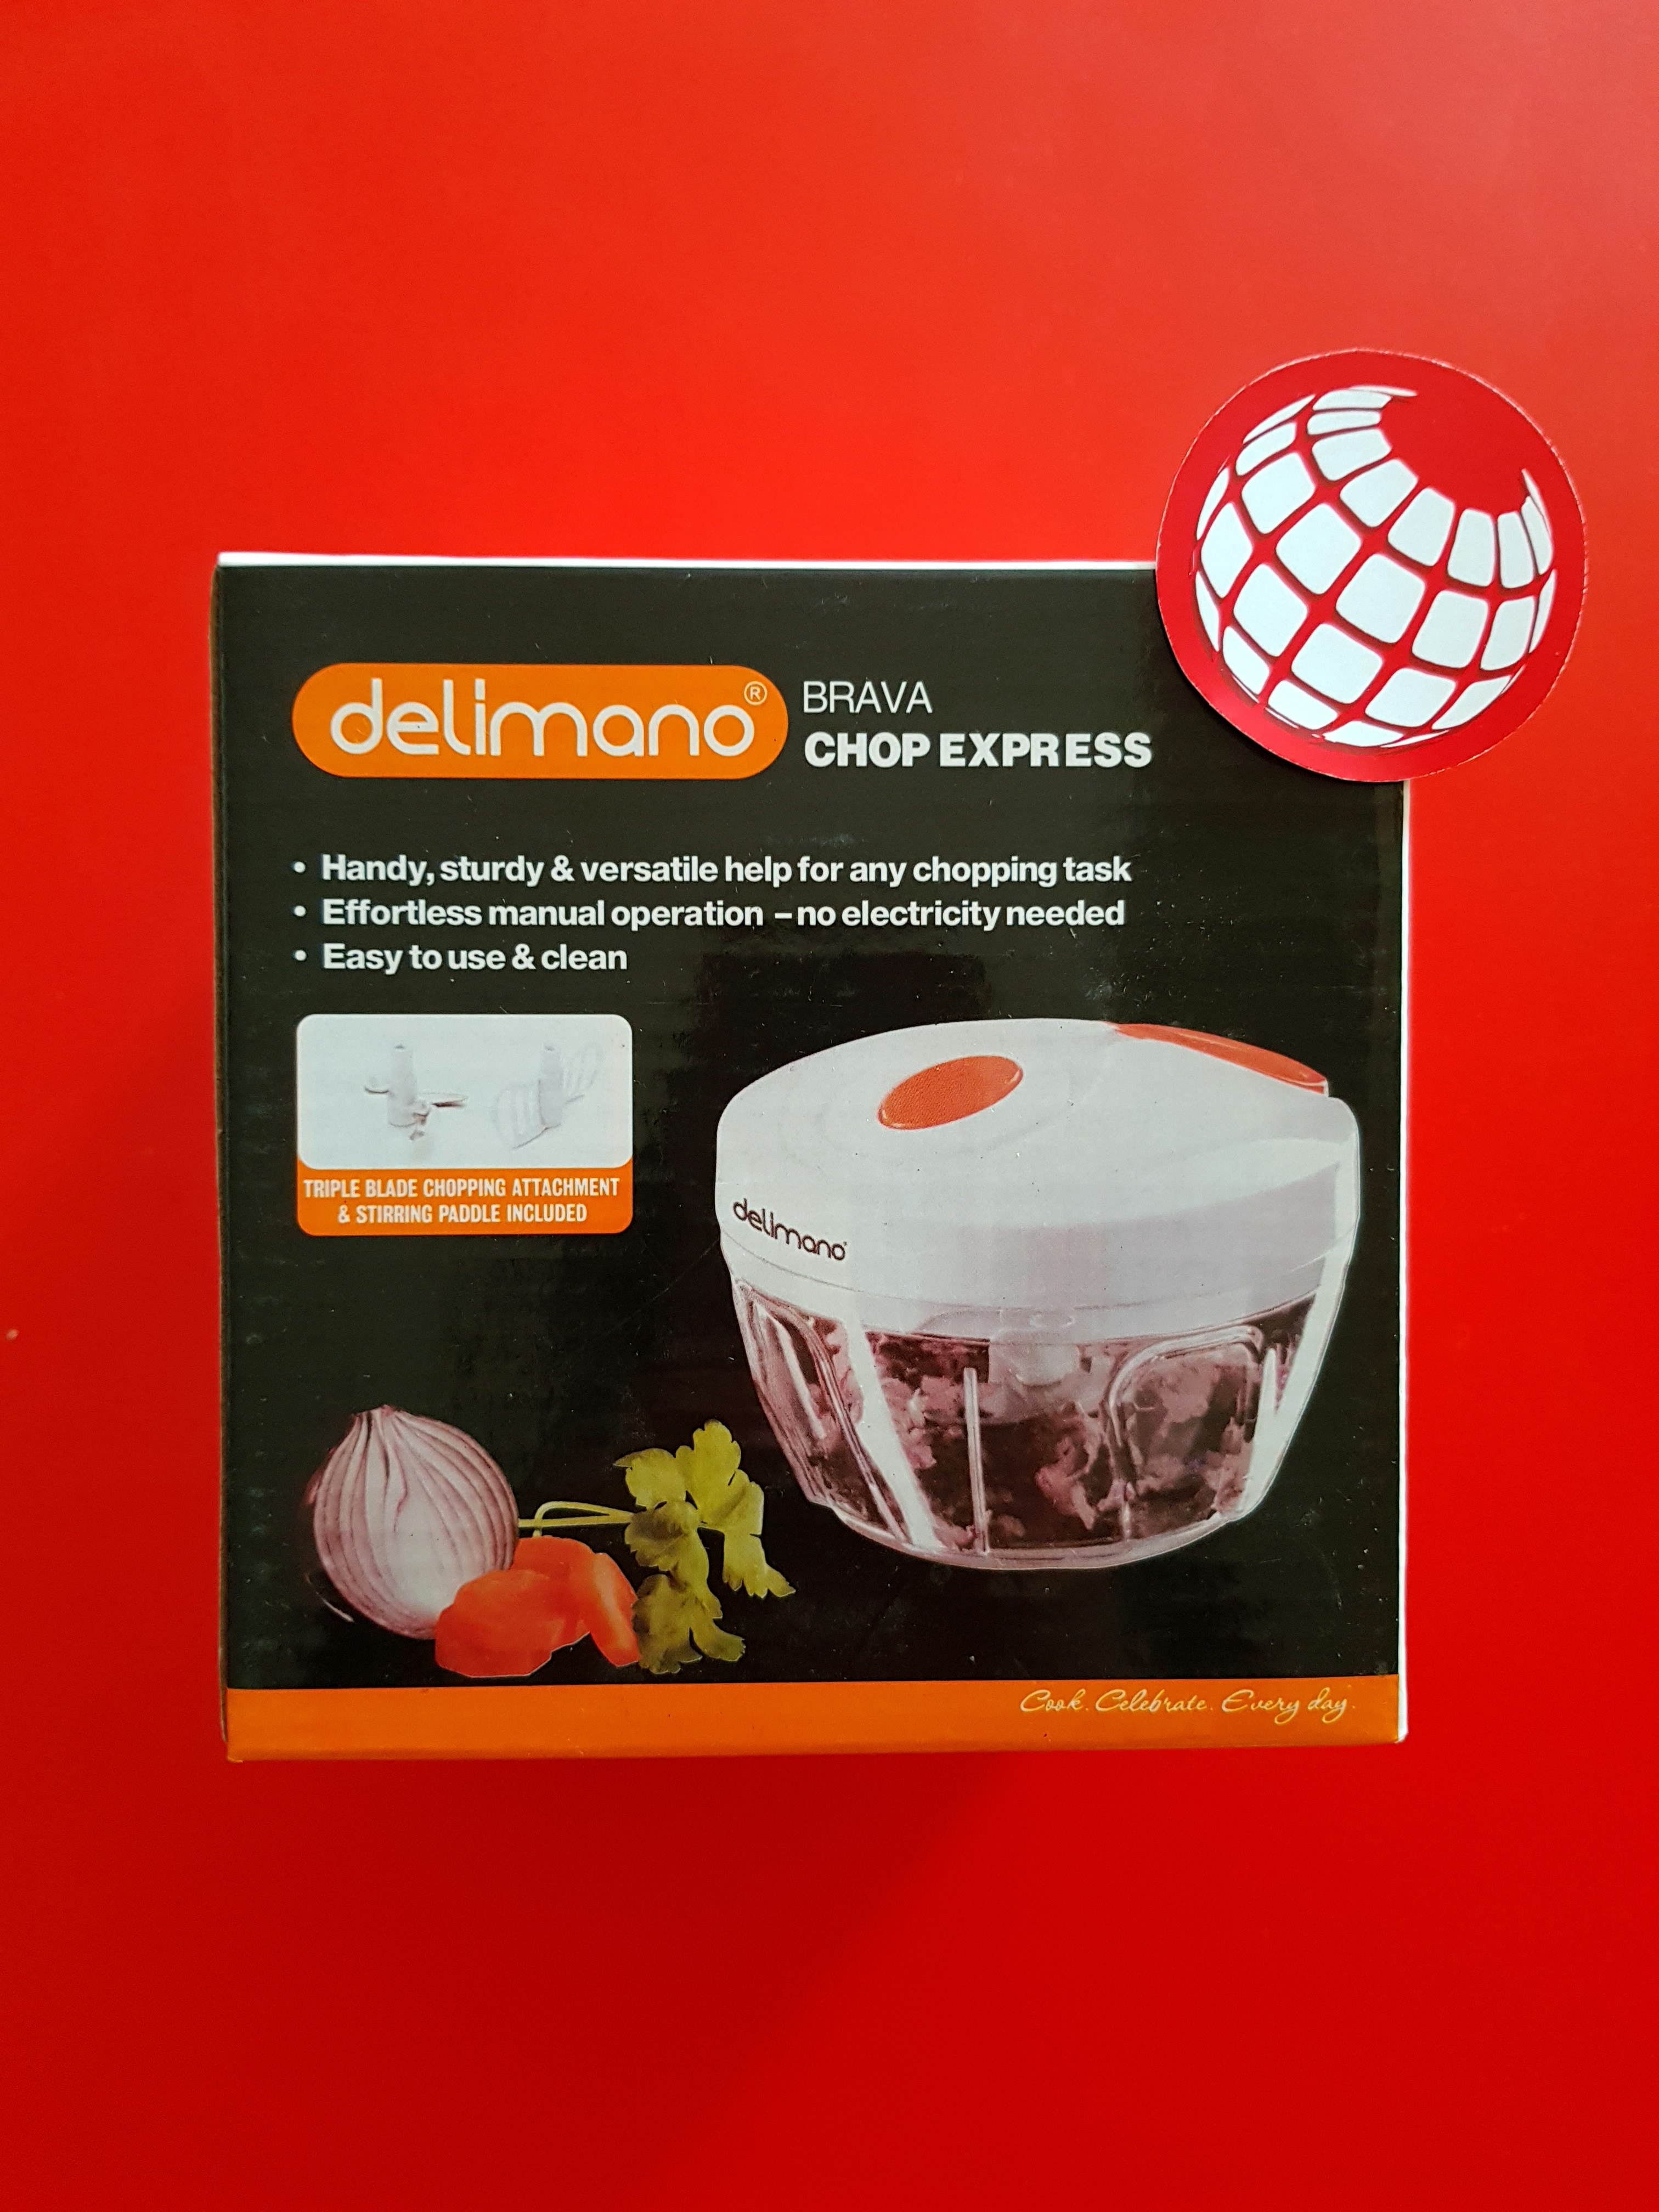 delimano®
BRAVA
CHOP EXPRESS
• Handy, sturdy & versatile help for any chopping task
• Effortless manual operation – no electricity needed
• Easy to use & clean
TRIPLE BLADE CHOPPING ATTACHMENT
& STIRRING PADDLE INCLUDED
delimano®
Cook. Celebrate. Every day.